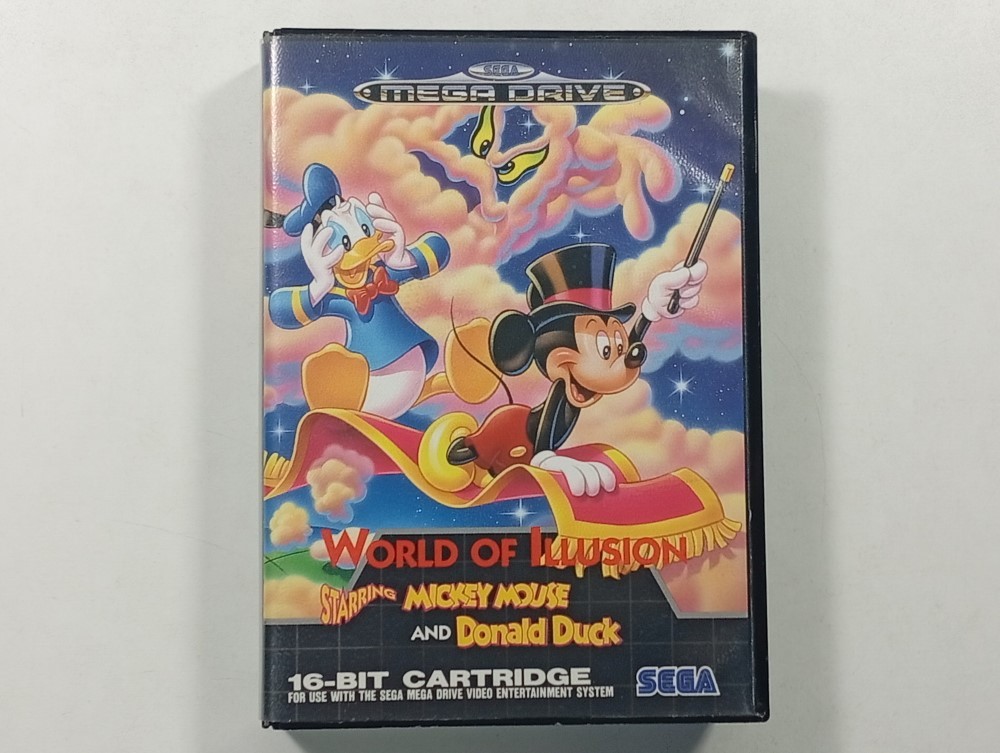 SEGA
MEGA DRIVE
WORLD OF ILLUSION
STARRING MICKEY MOUSE
AND Donald Duck
16-BIT CARTRIDGE
FOR USE WITH THE SEGA MEGA DRIVE VIDEO ENTERTAINMENT SYSTEM
SEGA